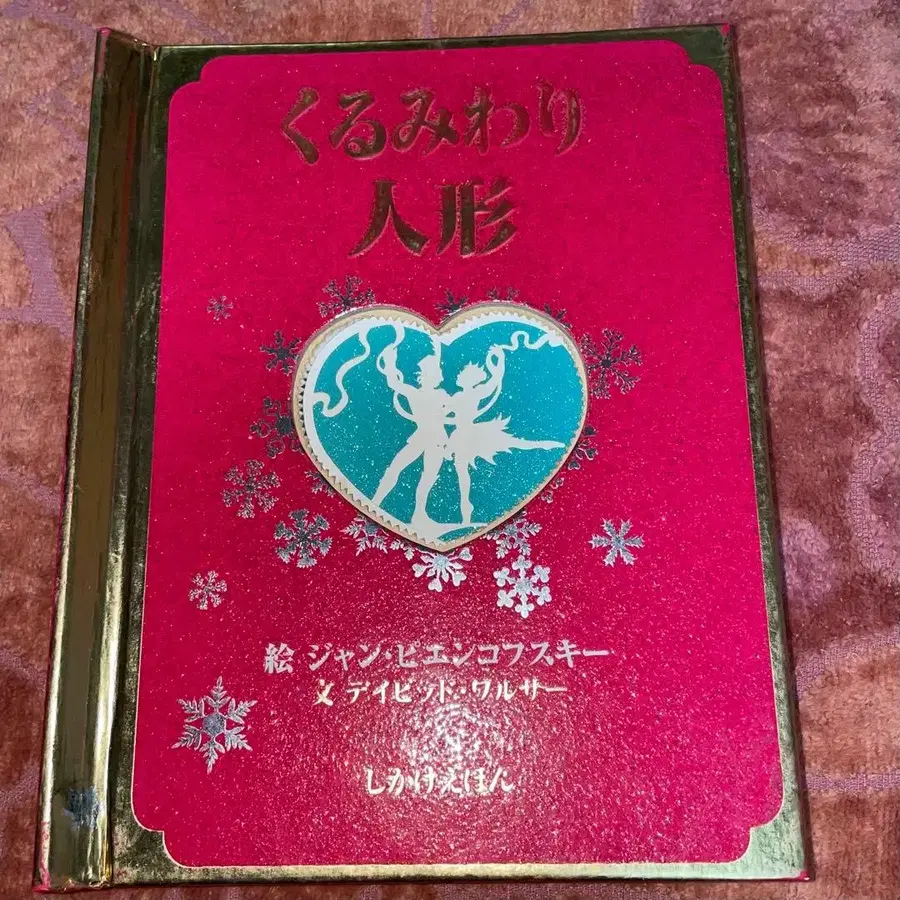 くるみわり
人形
絵 ジャン・ピエンコフスキー
文 デイビッド・ワルサー
しかけえほん